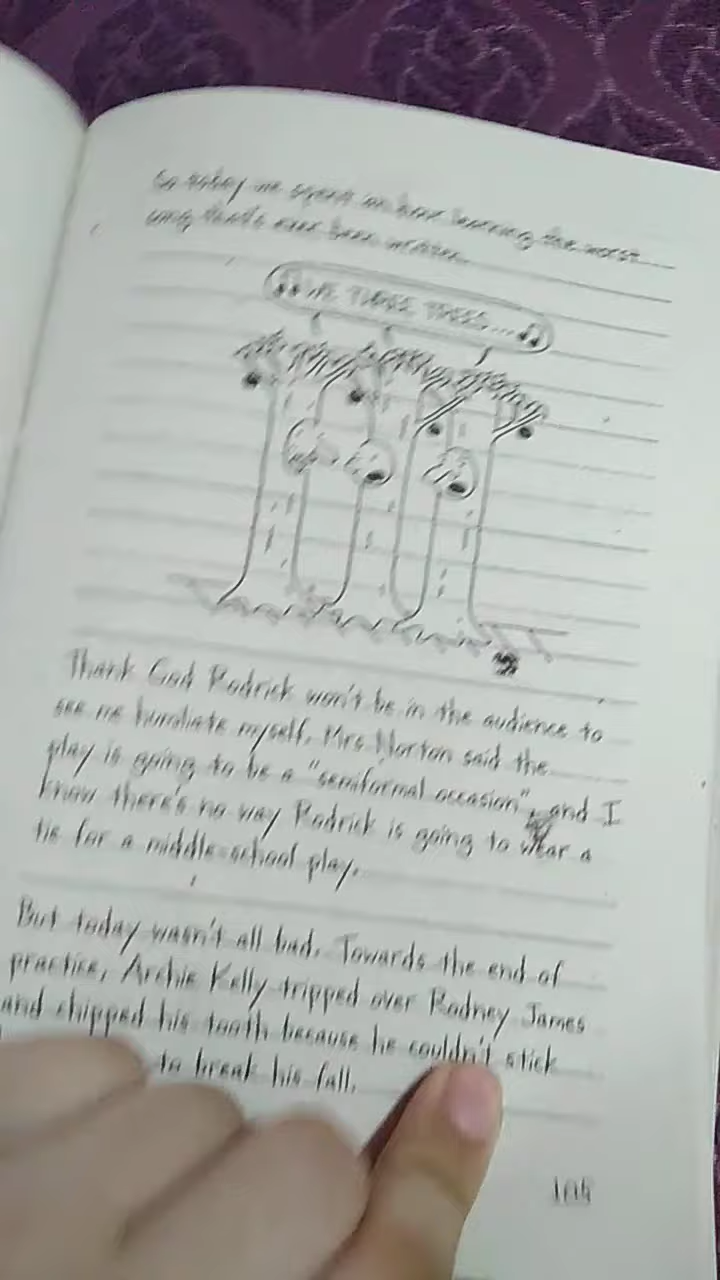 So today we spent an hour learning the worst
song that's ever been written.
WE THREE TREES...
Thank God Rodrick won't be in the audience to
see me humiliate myself. Mrs. Norton said the
play is going to be a "semiformal occasion", and I
know there's no way Rodrick is going to wear a
tie for a middle-school play.
But today wasn't all bad. Towards the end of
practice, Archie Kelly tripped over Rodney James
and chipped his tooth because he couldn't stick
to break his fall.